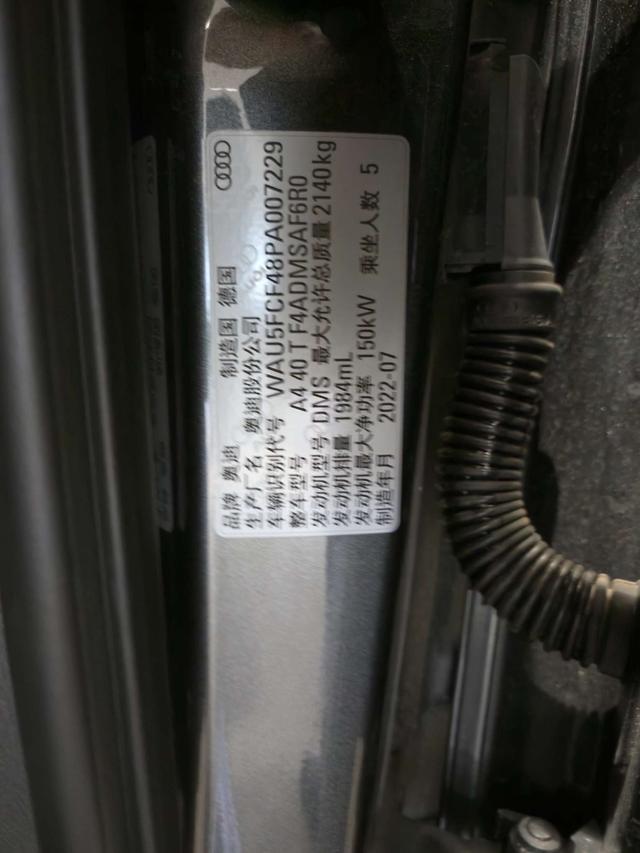 品牌 奥迪 制造国 德国
生产厂名 奥迪股份公司
车辆识别代号 WAU5FCF48PA007229
整车型号 A4 40 T F4ADMSAF6R0
发动机型号 DMS 最大允许总质量 2140kg
发动机排量 1984mL
发动机最大净功率 150kW 乘坐人数 5
制造年月 2022-07